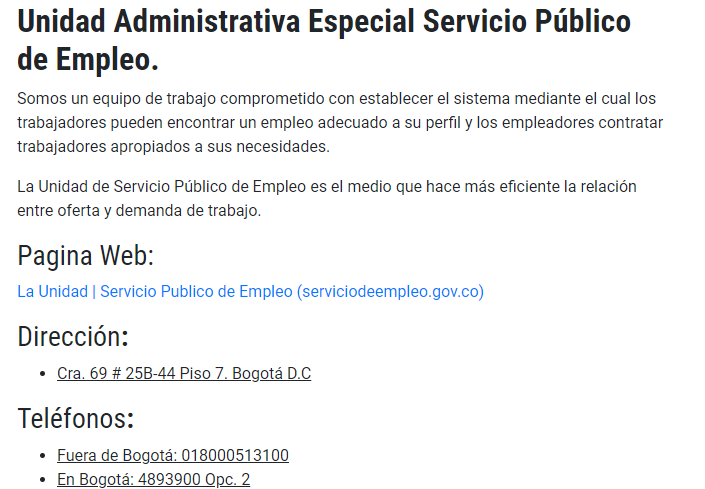 Unidad Administrativa Especial Servicio Público
de Empleo.
Somos un equipo de trabajo comprometido con establecer el sistema mediante el cual los
trabajadores pueden encontrar un empleo adecuado a su perfil y los empleadores contratar
trabajadores apropiados a sus necesidades.
La Unidad de Servicio Público de Empleo es el medio que hace más eficiente la relación
entre oferta y demanda de trabajo.
Pagina Web:
La Unidad | Servicio Publico de Empleo (serviciodeempleo.gov.co)
Dirección:
• Cra. 69 # 25B-44 Piso 7. Bogotá D.C
Teléfonos:
• Fuera de Bogotá: 018000513100
• En Bogotá: 4893900 Opc. 2